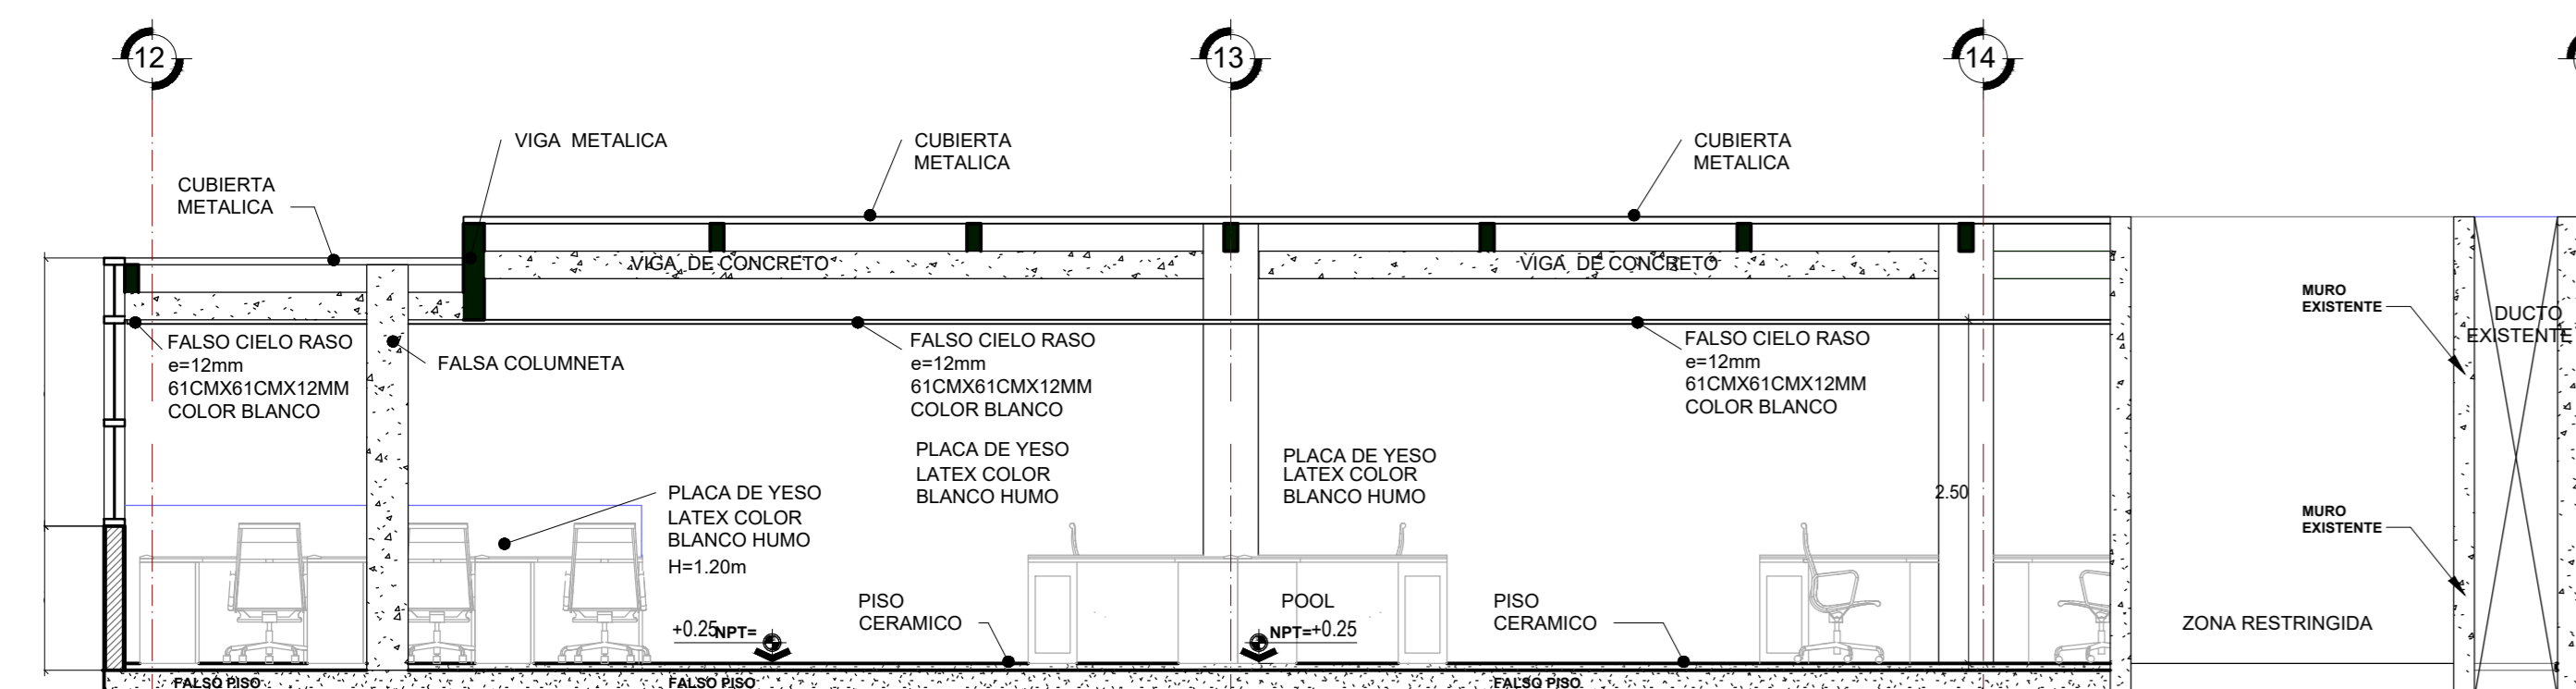 12
13
14
VIGA METALICA
CUBIERTA
METALICA
CUBIERTA
METALICA
CUBIERTA
METALICA
VIGA DE CONCRETO
VIGA DE CONCRETO
MURO
EXISTENTE
DUCTO
EXISTENTE
FALSO CIELO RASO
e=12mm
61CMX61CMX12MM
COLOR BLANCO
FALSA COLUMNETA
FALSO CIELO RASO
e=12mm
61CMX61CMX12MM
COLOR BLANCO
FALSO CIELO RASO
e=12mm
61CMX61CMX12MM
COLOR BLANCO
PLACA DE YESO
LATEX COLOR
BLANCO HUMO
PLACA DE YESO
LATEX COLOR
BLANCO HUMO
PLACA DE YESO
LATEX COLOR
BLANCO HUMO
H=1.20m
2.50
MURO
EXISTENTE
PISO
CERAMICO
POOL
PISO
CERAMICO
ZONA RESTRINGIDA
+0.25 NPT=
NPT=+0.25
FALSO PISO
FALSO PISO
FALSO PISO